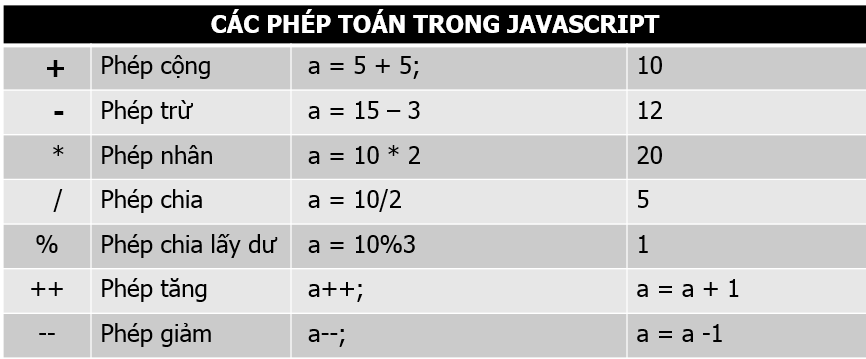 CÁC PHÉP TOÁN TRONG JAVASCRIPT
+ Phép cộng a = 5 + 5; 10
- Phép trừ a = 15 – 3 12
* Phép nhân a = 10 * 2 20
/ Phép chia a = 10/2 5
% Phép chia lấy dư a = 10%3 1
++ Phép tăng a++; a = a + 1
-- Phép giảm a--; a = a -1